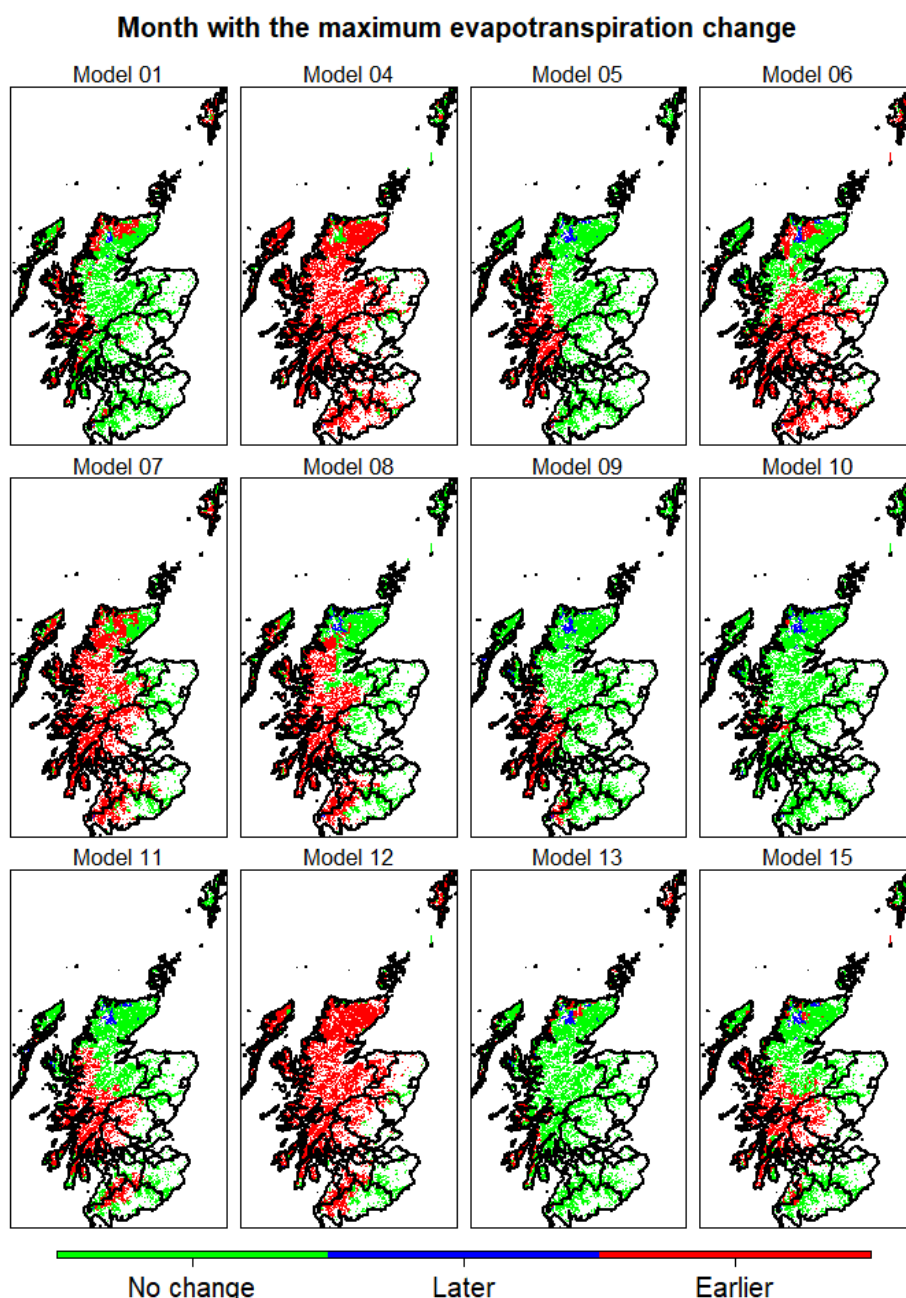 Month with the maximum evapotranspiration change
Model 01 Model 04 Model 05 Model 06
Model 07 Model 08 Model 09 Model 10
Model 11 Model 12 Model 13 Model 15
No change Later Earlier